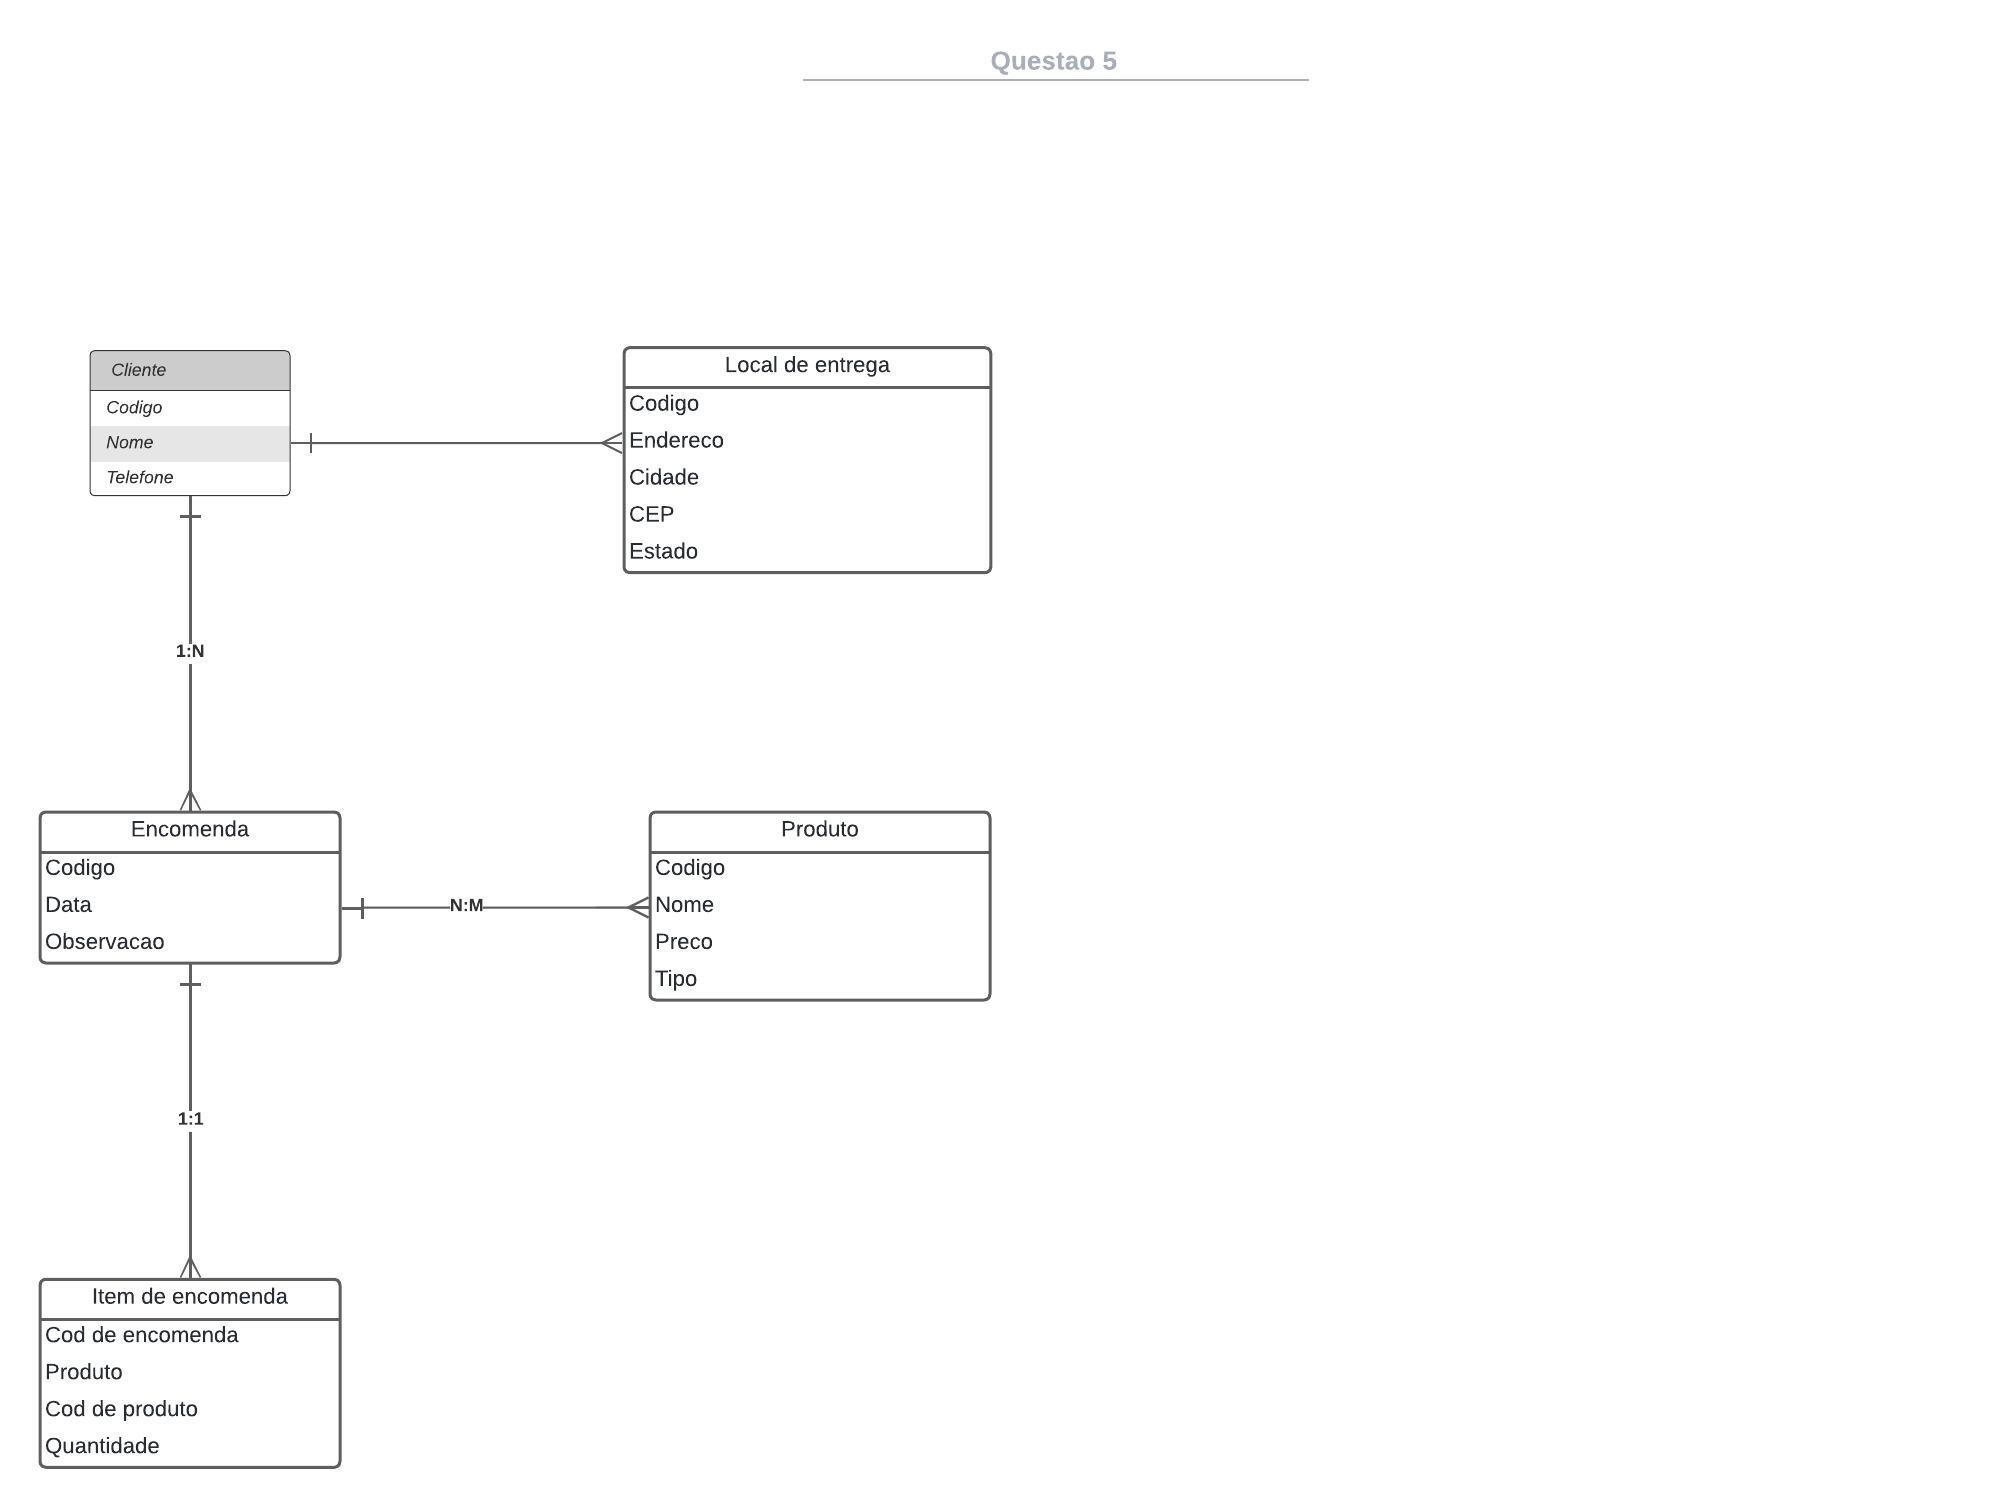 Questao 5
Cliente
Codigo
Nome
Telefone
Local de entrega
Codigo
Endereco
Cidade
CEP
Estado
1:N
Encomenda
Codigo
Data
Observacao
N:M
Produto
Codigo
Nome
Preco
Tipo
1:1
Item de encomenda
Cod de encomenda
Produto
Cod de produto
Quantidade